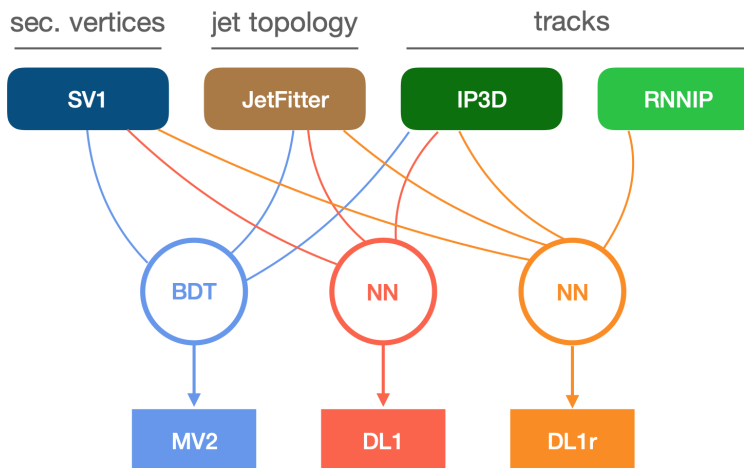 sec. vertices jet topology tracks
SV1 JetFitter IP3D RNNIP
BDT NN NN
MV2 DL1 DL1r